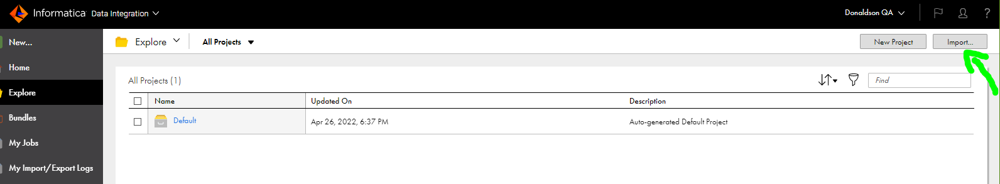 Informatica Data Integration
Donaldson QA
?
New...
Home
Explore
Bundles
My Jobs
My Import/Export Logs
Explore
All Projects
New Project
Import...
All Projects (1)
Find
Name Updated On Description
Default Apr 26, 2022, 6:37 PM Auto-generated Default Project